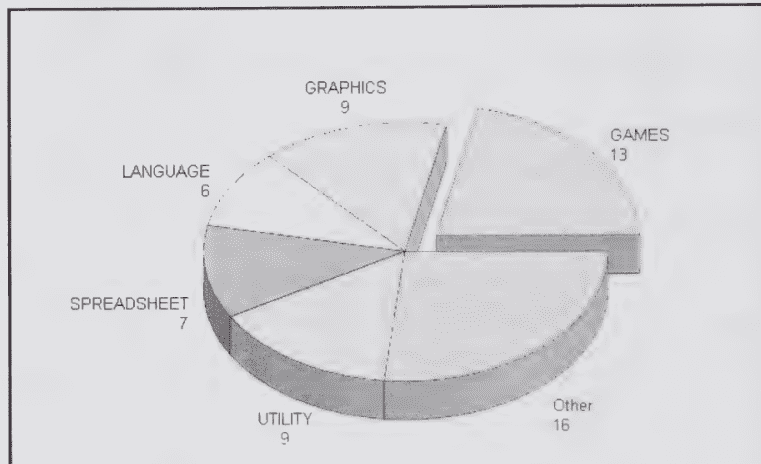 GRAPHICS
9
GAMES
13
LANGUAGE
6
SPREADSHEET
7
UTILITY
9
Other
16